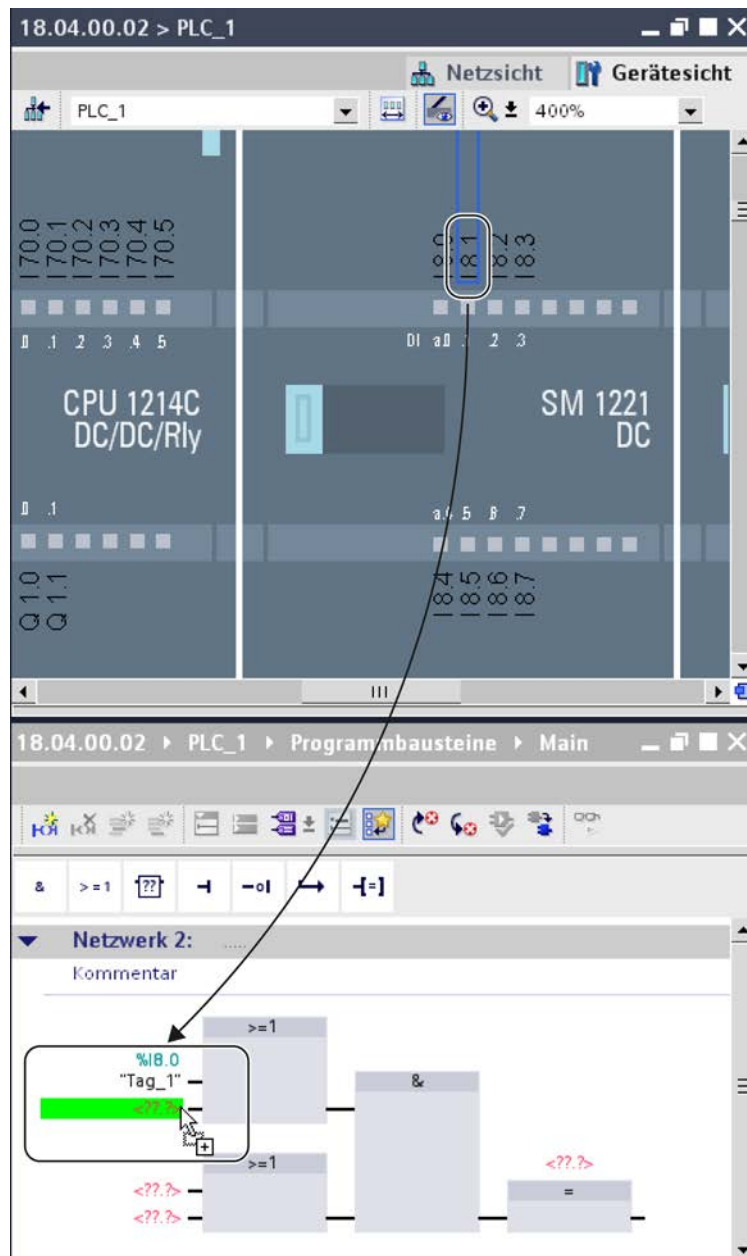 18.04.00.02 > PLC_1
Netzsicht Gerätesicht
PLC_1 400%
I 70.0 I 70.1 I 70.2 I 70.3 I 70.4 I 70.5
I 8.0 I 8.1 I 8.2 I 8.3
.0 .1 .2 .3 .4 .5
DI a.0 .2 .3
CPU 1214C
DC/DC/Rly
SM 1221
DC
.0 .1
a.4 .5 .6 .7
Q 1.0 Q 1.1
I 8.4 I 8.5 I 8.6 I 8.7
18.04.00.02 PLC_1 Programmbausteine Main
& >=1 ?? -[=]
Netzwerk 2: .....
Kommentar
>=1
%I8.0
"Tag_1"
<??.?>
&
>=1
<??.?>
<??.?>
<??.?>
=